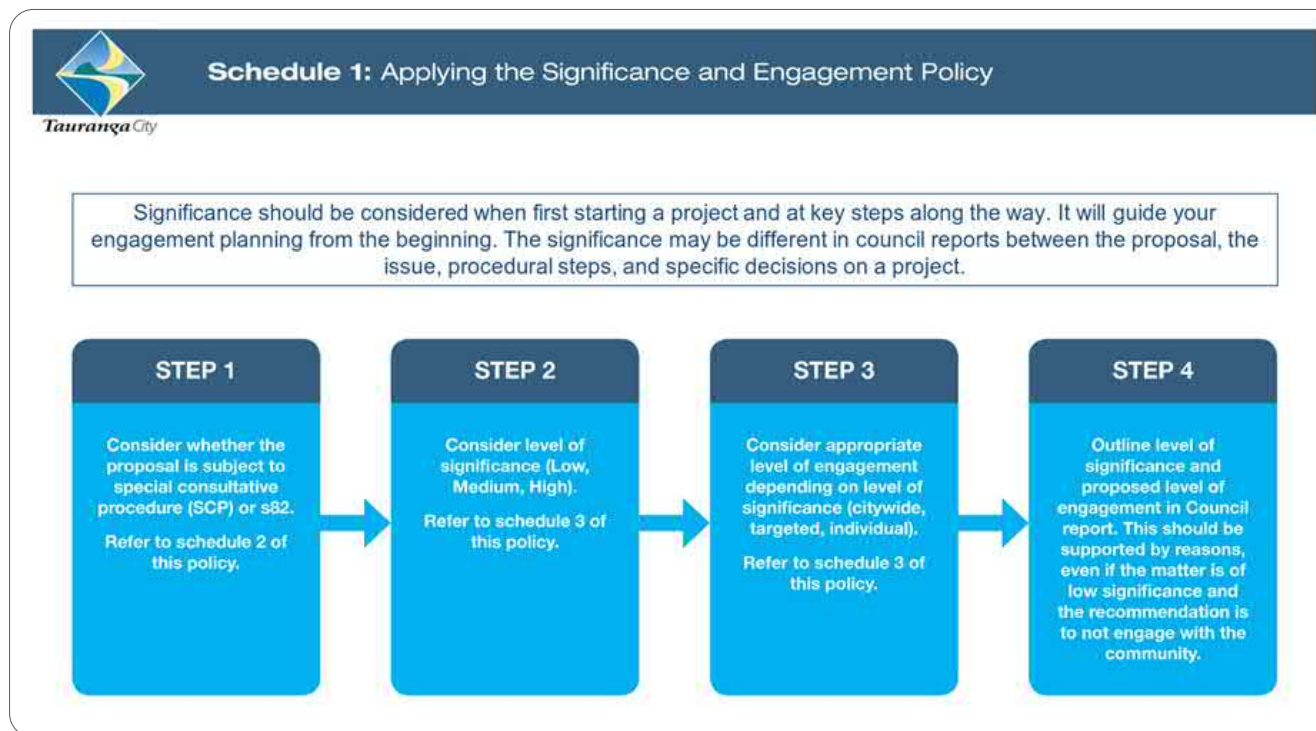 Schedule 1: Applying the Significance and Engagement Policy
Tauranga City
Significance should be considered when first starting a project and at key steps along the way. It will guide your
engagement planning from the beginning. The significance may be different in council reports between the proposal, the
issue, procedural steps, and specific decisions on a project.
STEP 1
Consider whether the
proposal is subject to
special consultative
procedure (SCP) or s82.
Refer to schedule 2 of
this policy.
STEP 2
Consider level of
significance (Low,
Medium, High).
Refer to schedule 3 of
this policy.
STEP 3
Consider appropriate
level of engagement
depending on level of
significance (citywide,
targeted, individual).
Refer to schedule 3 of
this policy.
STEP 4
Outline level of
significance and
proposed level of
engagement in Council
report. This should be
supported by reasons,
even if the matter is of
low significance and
the recommendation is
to not engage with the
community.